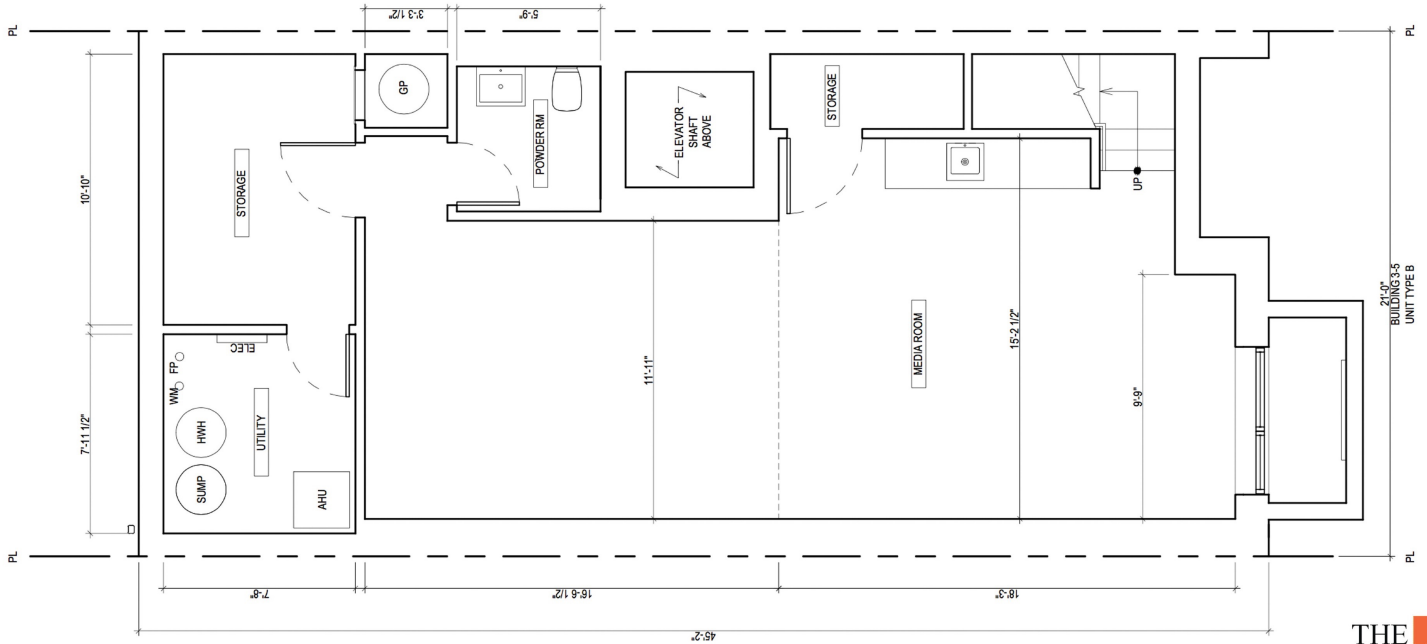 PL
PL
3'-3 1/2"
5'-9"
GP
STORAGE
10'-10"
STORAGE
POWDER RM
ELEVATOR
SHAFT
ABOVE
UP
21'-0"
BUILDING 3-5
UNIT TYPE B
7'-11 1/2"
WM
FP
ELEC
HWH
SUMP
UTILITY
AHU
11'-11"
MEDIA ROOM
15'-2 1/2"
9'-9"
PL
PL
7'-8"
16'-6 1/2"
18'-3"
45'-2"
THE